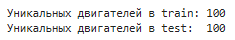 Уникальных двигателей в train: 100
Уникальных двигателей в test:  100